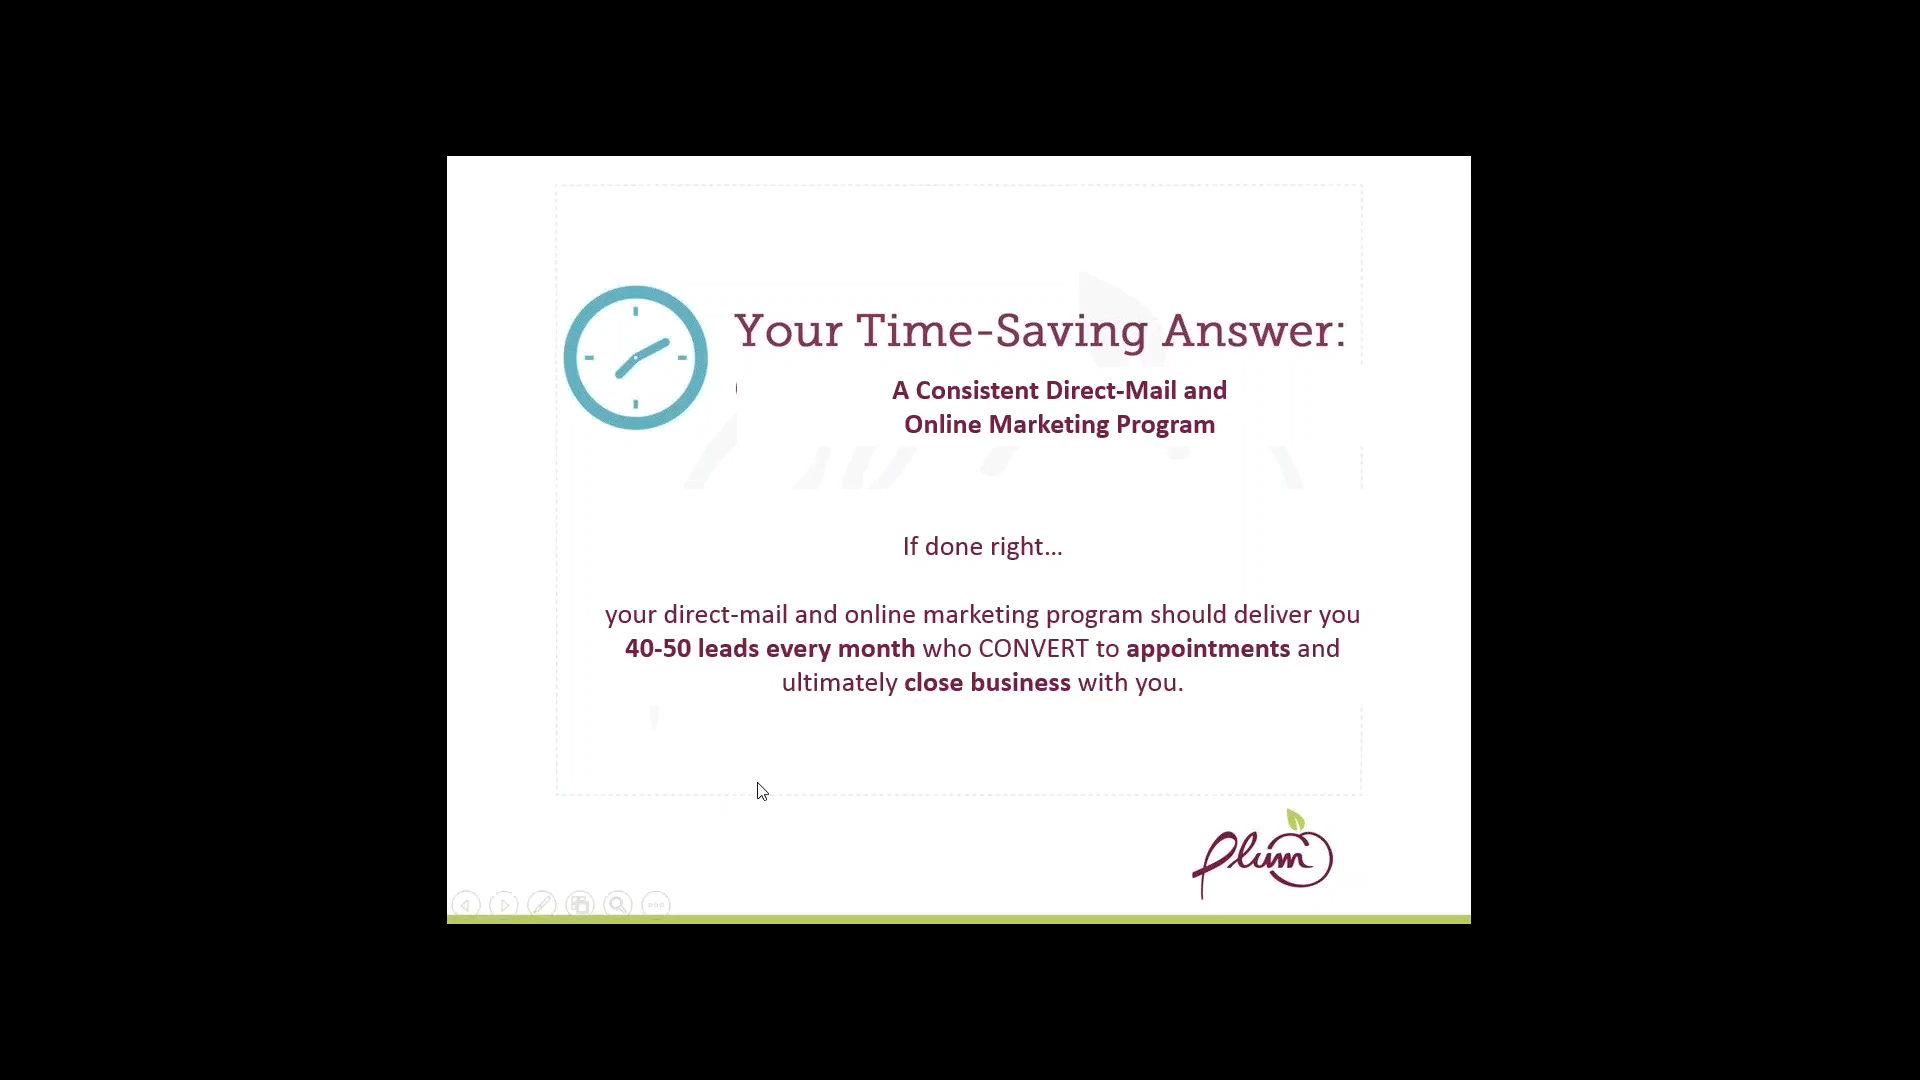 Your Time-Saving Answer:
A Consistent Direct-Mail and
Online Marketing Program
If done right...
your direct-mail and online marketing program should deliver you
40-50 leads every month who CONVERT to appointments and
ultimately close business with you.
plum